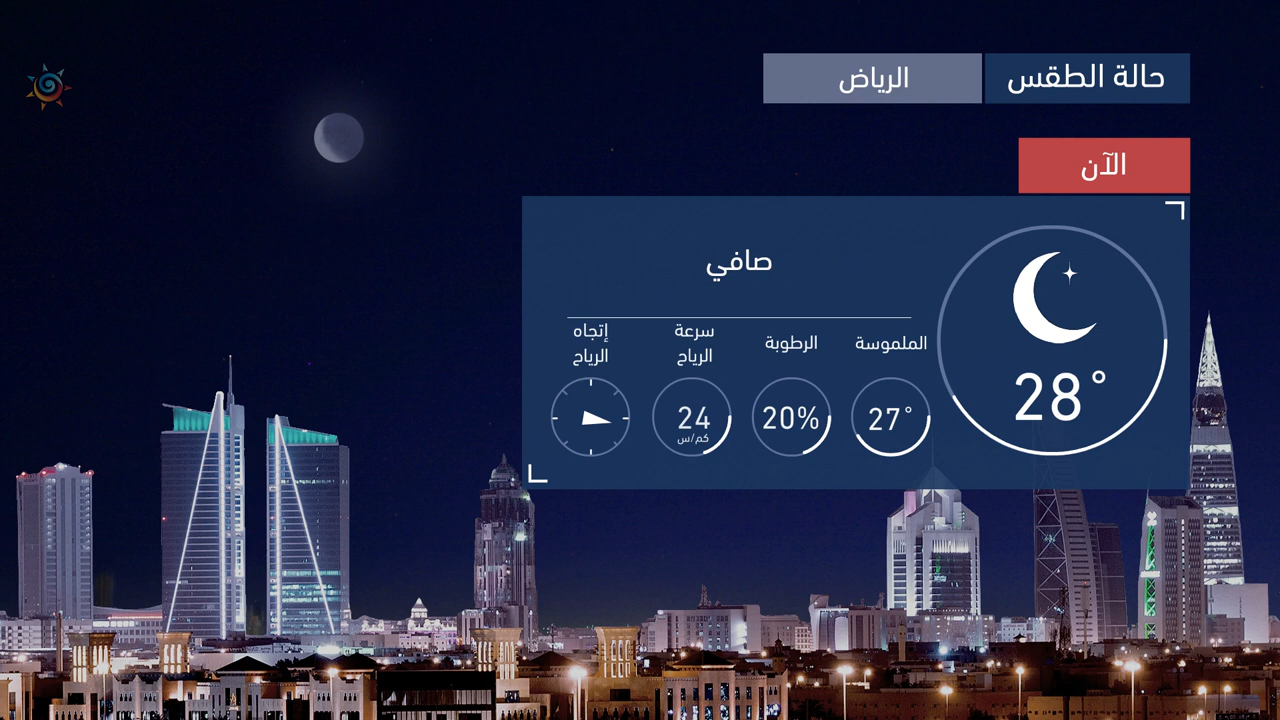 حالة الطقس
الرياض
الآن
28°
صافي
الملموسة
27°
الرطوبة
20%
سرعة
الرياح
24
كم/س
إتجاه
الرياح